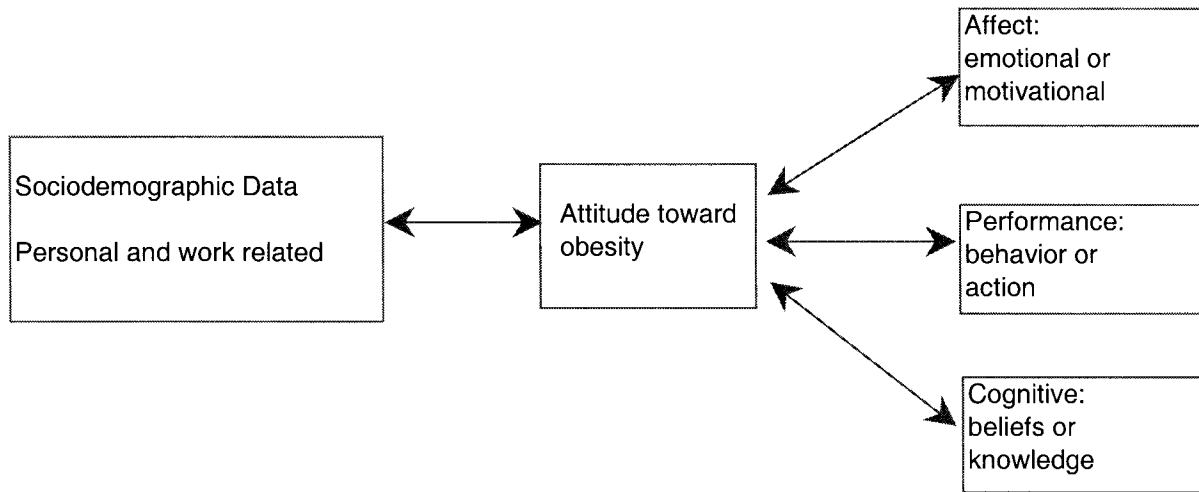 Sociodemographic Data
Personal and work related
Attitude toward
obesity
Affect:
emotional or
motivational
Performance:
behavior or
action
Cognitive:
beliefs or
knowledge